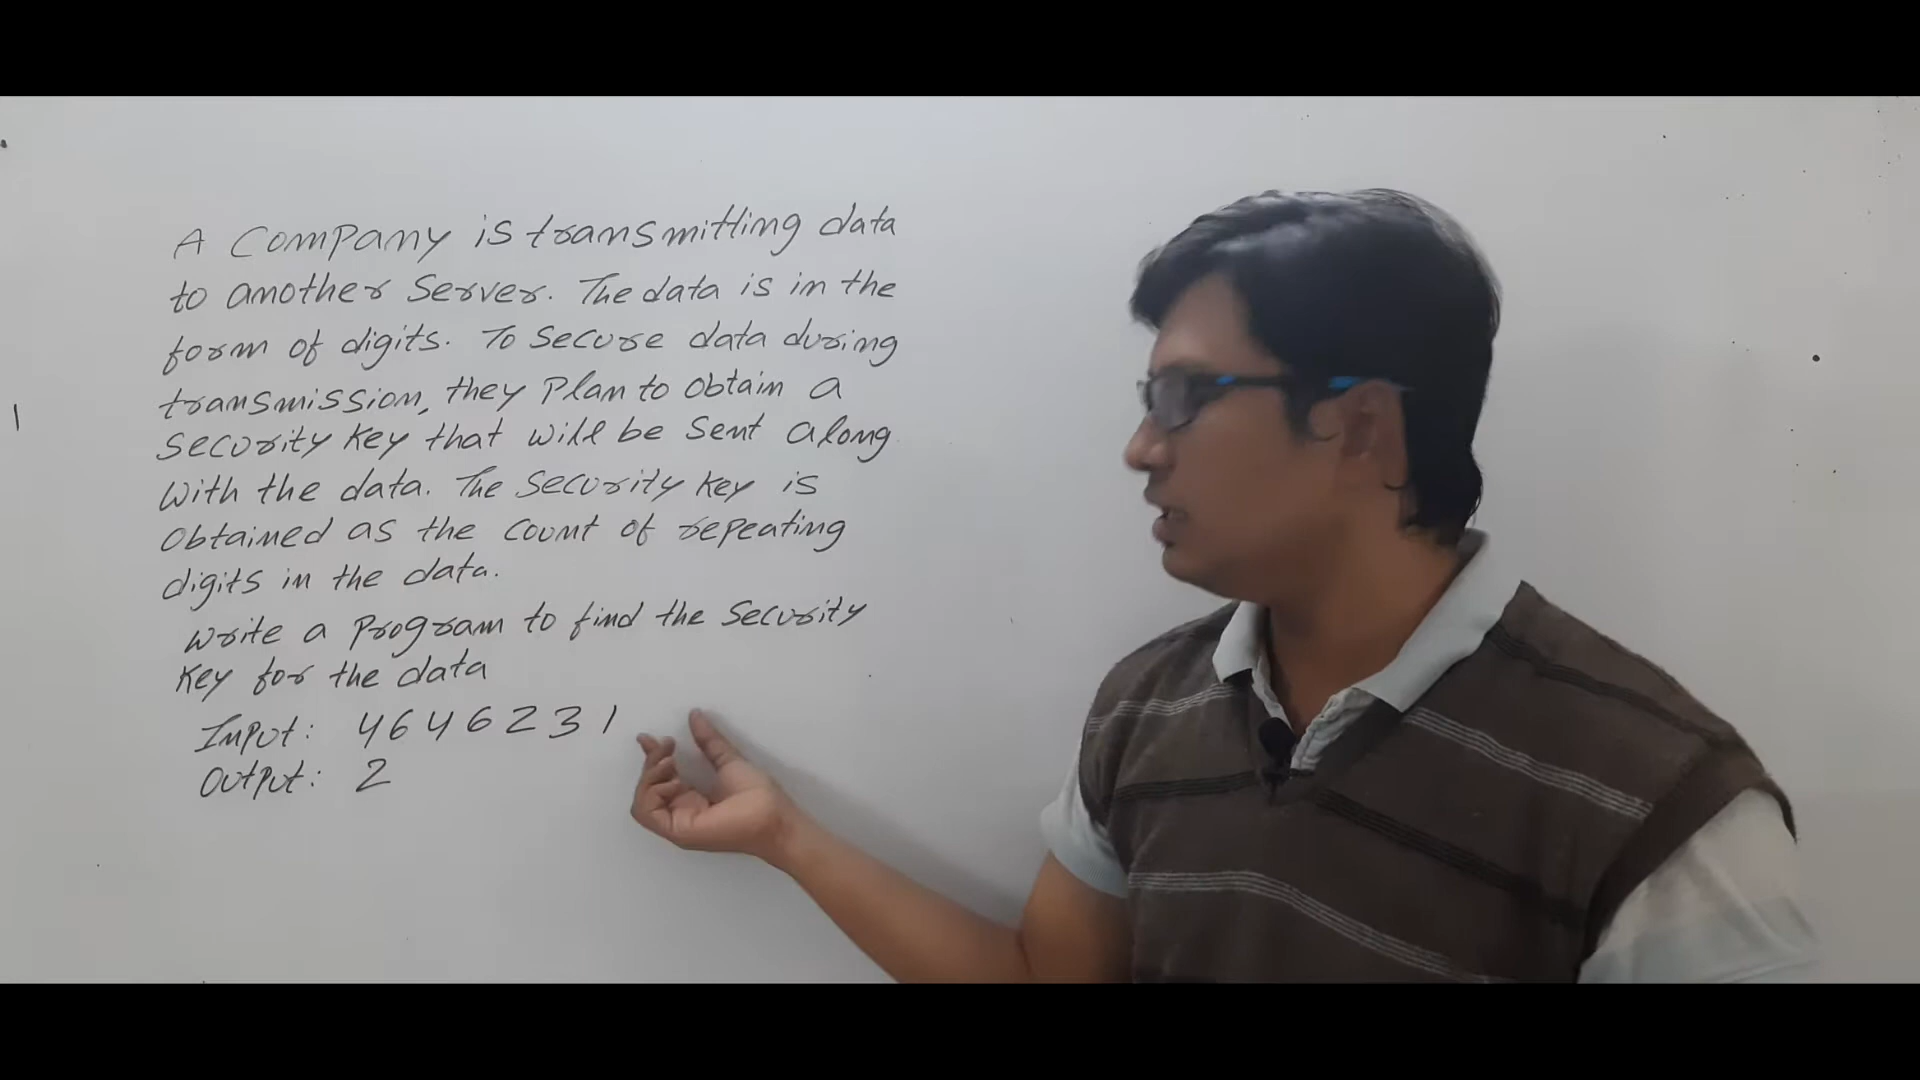 A Company is transmitting data
to another Server. The data is in the
form of digits. To Secure data during
transmission, they Plan to Obtain a
Security Key that will be Sent along
With the data. The Security Key is
Obtained as the Count of repeating
digits in the data.
Write a Program to find the Security
Key for the data
Input: 4646231
Output: 2